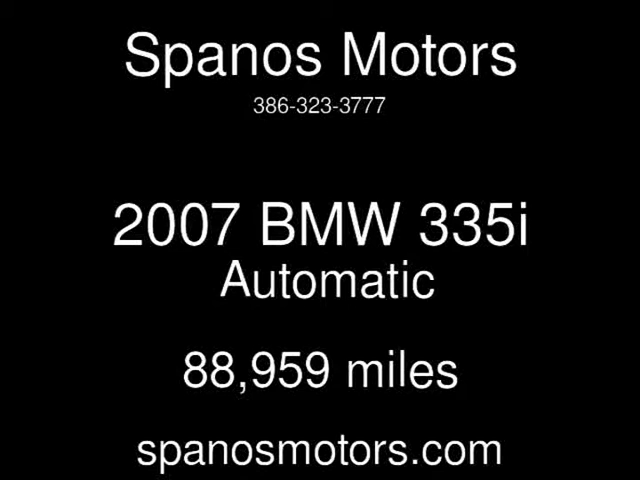 Spanos Motors
386-323-3777
2007 BMW 335i
Automatic
88,959 miles
spanosmotors.com